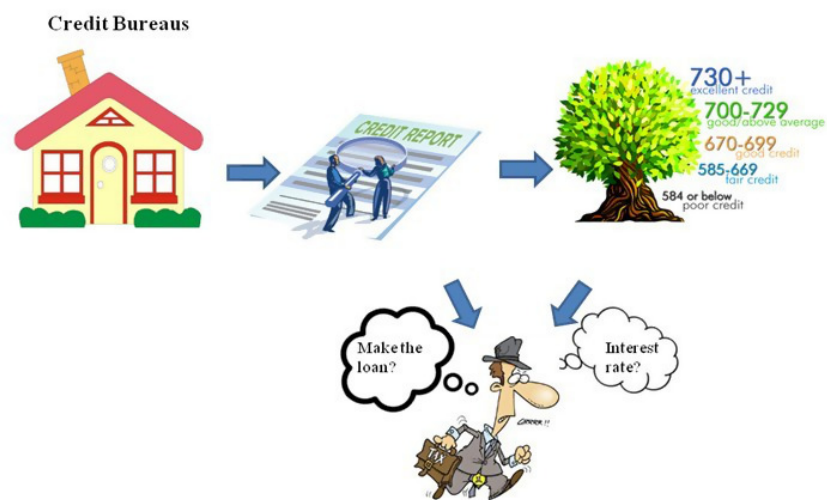 Credit Bureaus
CREDIT REPORT
730+
excellent credit
700-729
good/above average
670-699
good credit
585-669
fair credit
584 or below
poor credit
Make the
loan?
Interest
rate?
TAX